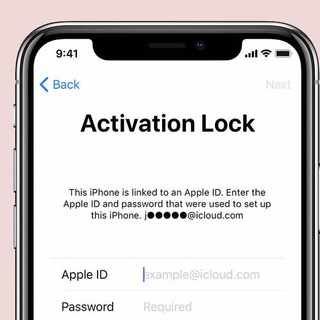 9:41
Back Next
Activation Lock
This iPhone is linked to an Apple ID. Enter the
Apple ID and password that were used to set up
this iPhone. j●●●●●@icloud.com
Apple ID example@icloud.com
Password Required